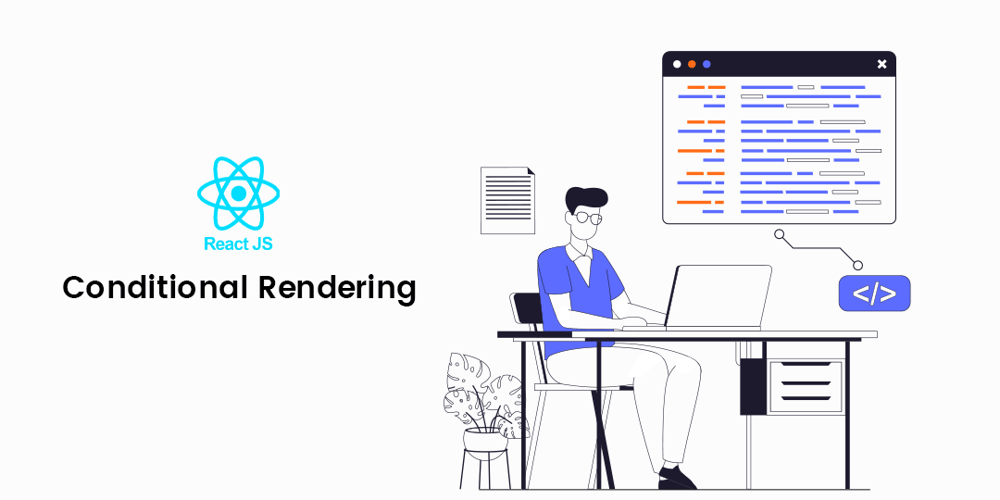 React JS
Conditional Rendering
</>